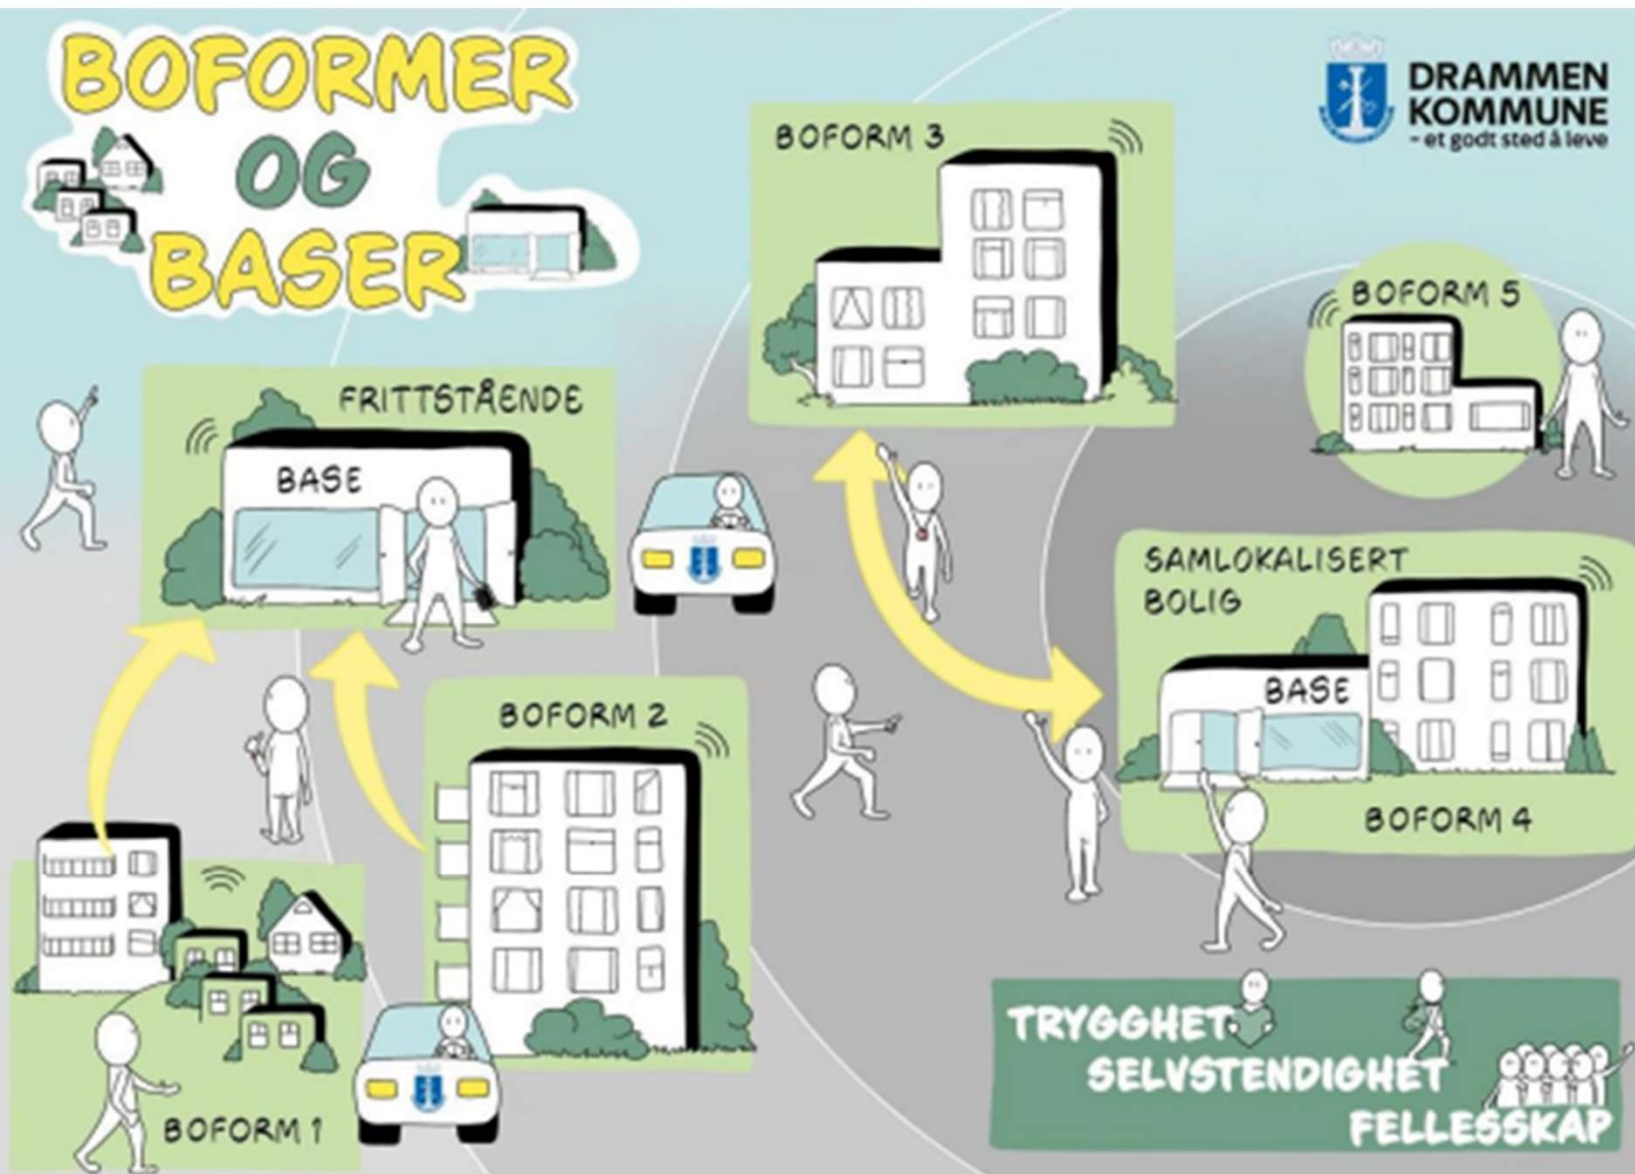 BOFORMER
OG
BASER
DRAMMEN
KOMMUNE
- et godt sted å leve
BOFORM 3
BOFORM 5
FRITTSTÅENDE
BASE
SAMLOKALISERT
BOLIG
BASE
BOFORM 4
BOFORM 2
BOFORM 1
TRYGGHET
SELVSTENDIGHET
FELLESSKAP